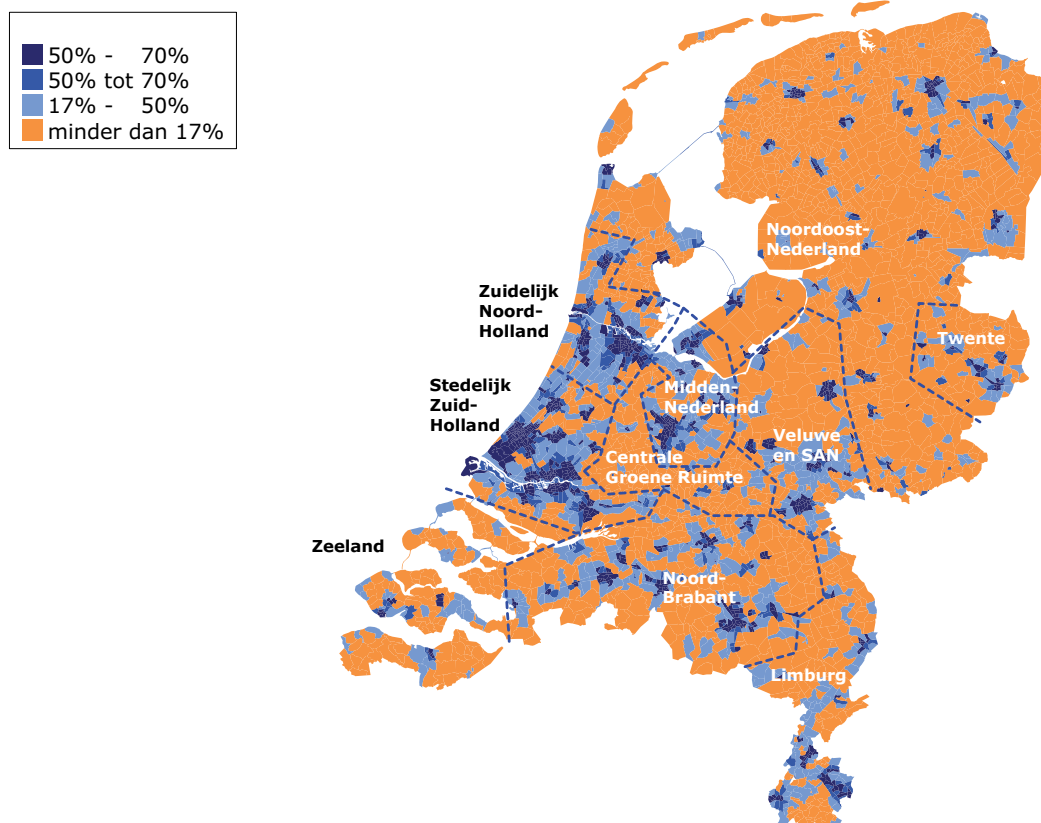 50% - 70%
50% tot 70%
17% - 50%
minder dan 17%
Noordoost-
Nederland
Zuidelijk
Noord-
Holland
Twente
Stedelijk
Zuid-
Holland
Midden-
Nederland
Veluwe
en SAN
Centrale
Groene Ruimte
Zeeland
Noord-
Brabant
Limburg